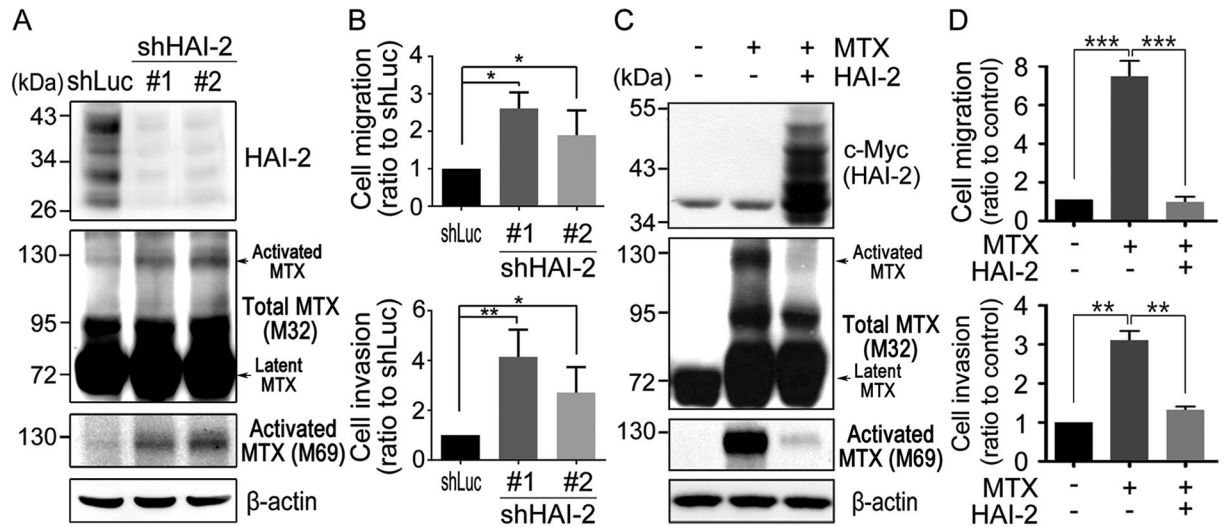 A
shHAI-2
(kDa) shLuc #1 #2
43
34
26
HAI-2
130
95
72
Activated
MTX
Total MTX
(M32)
Latent
MTX
130
Activated
MTX (M69)
β-actin
B
Cell migration
(ratio to shLuc)
4
3
2
1
0
*
*
shLuc #1 #2
shHAI-2
Cell invasion
(ratio to shLuc)
6
4
2
0
**
*
shLuc #1 #2
shHAI-2
C
- + + MTX
(kDa) - - + HAI-2
55
43
34
c-Myc
(HAI-2)
130
95
72
Activated
MTX
Total MTX
(M32)
Latent
MTX
130
Activated
MTX (M69)
β-actin
D
Cell migration
(ratio to control)
8
6
4
2
0
*** ***
MTX - + +
HAI-2 - - +
Cell invasion
(ratio to control)
4
3
2
1
0
** **
MTX - + +
HAI-2 - - +